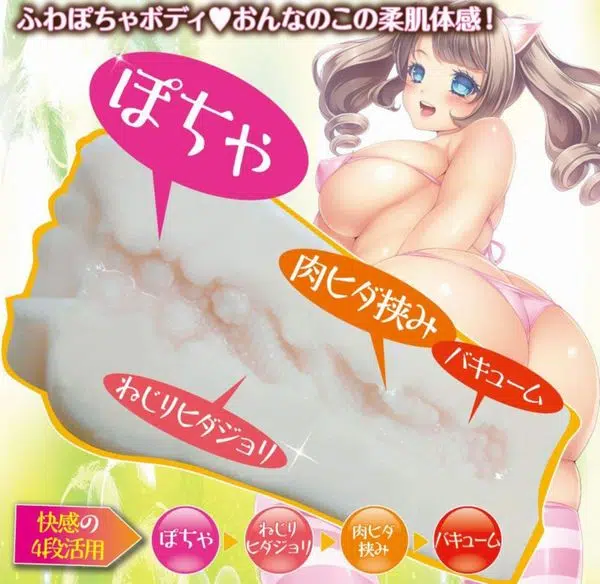 ふわぽちゃボディ♥おんなのこの柔肌体感!
ぽちゃ
肉ヒダ挟み
バキューム
ねじりヒダジョリ
快感の
4段活用
ぽちゃ
ねじり
ヒダジョリ
肉ヒダ
挟み
バキューム